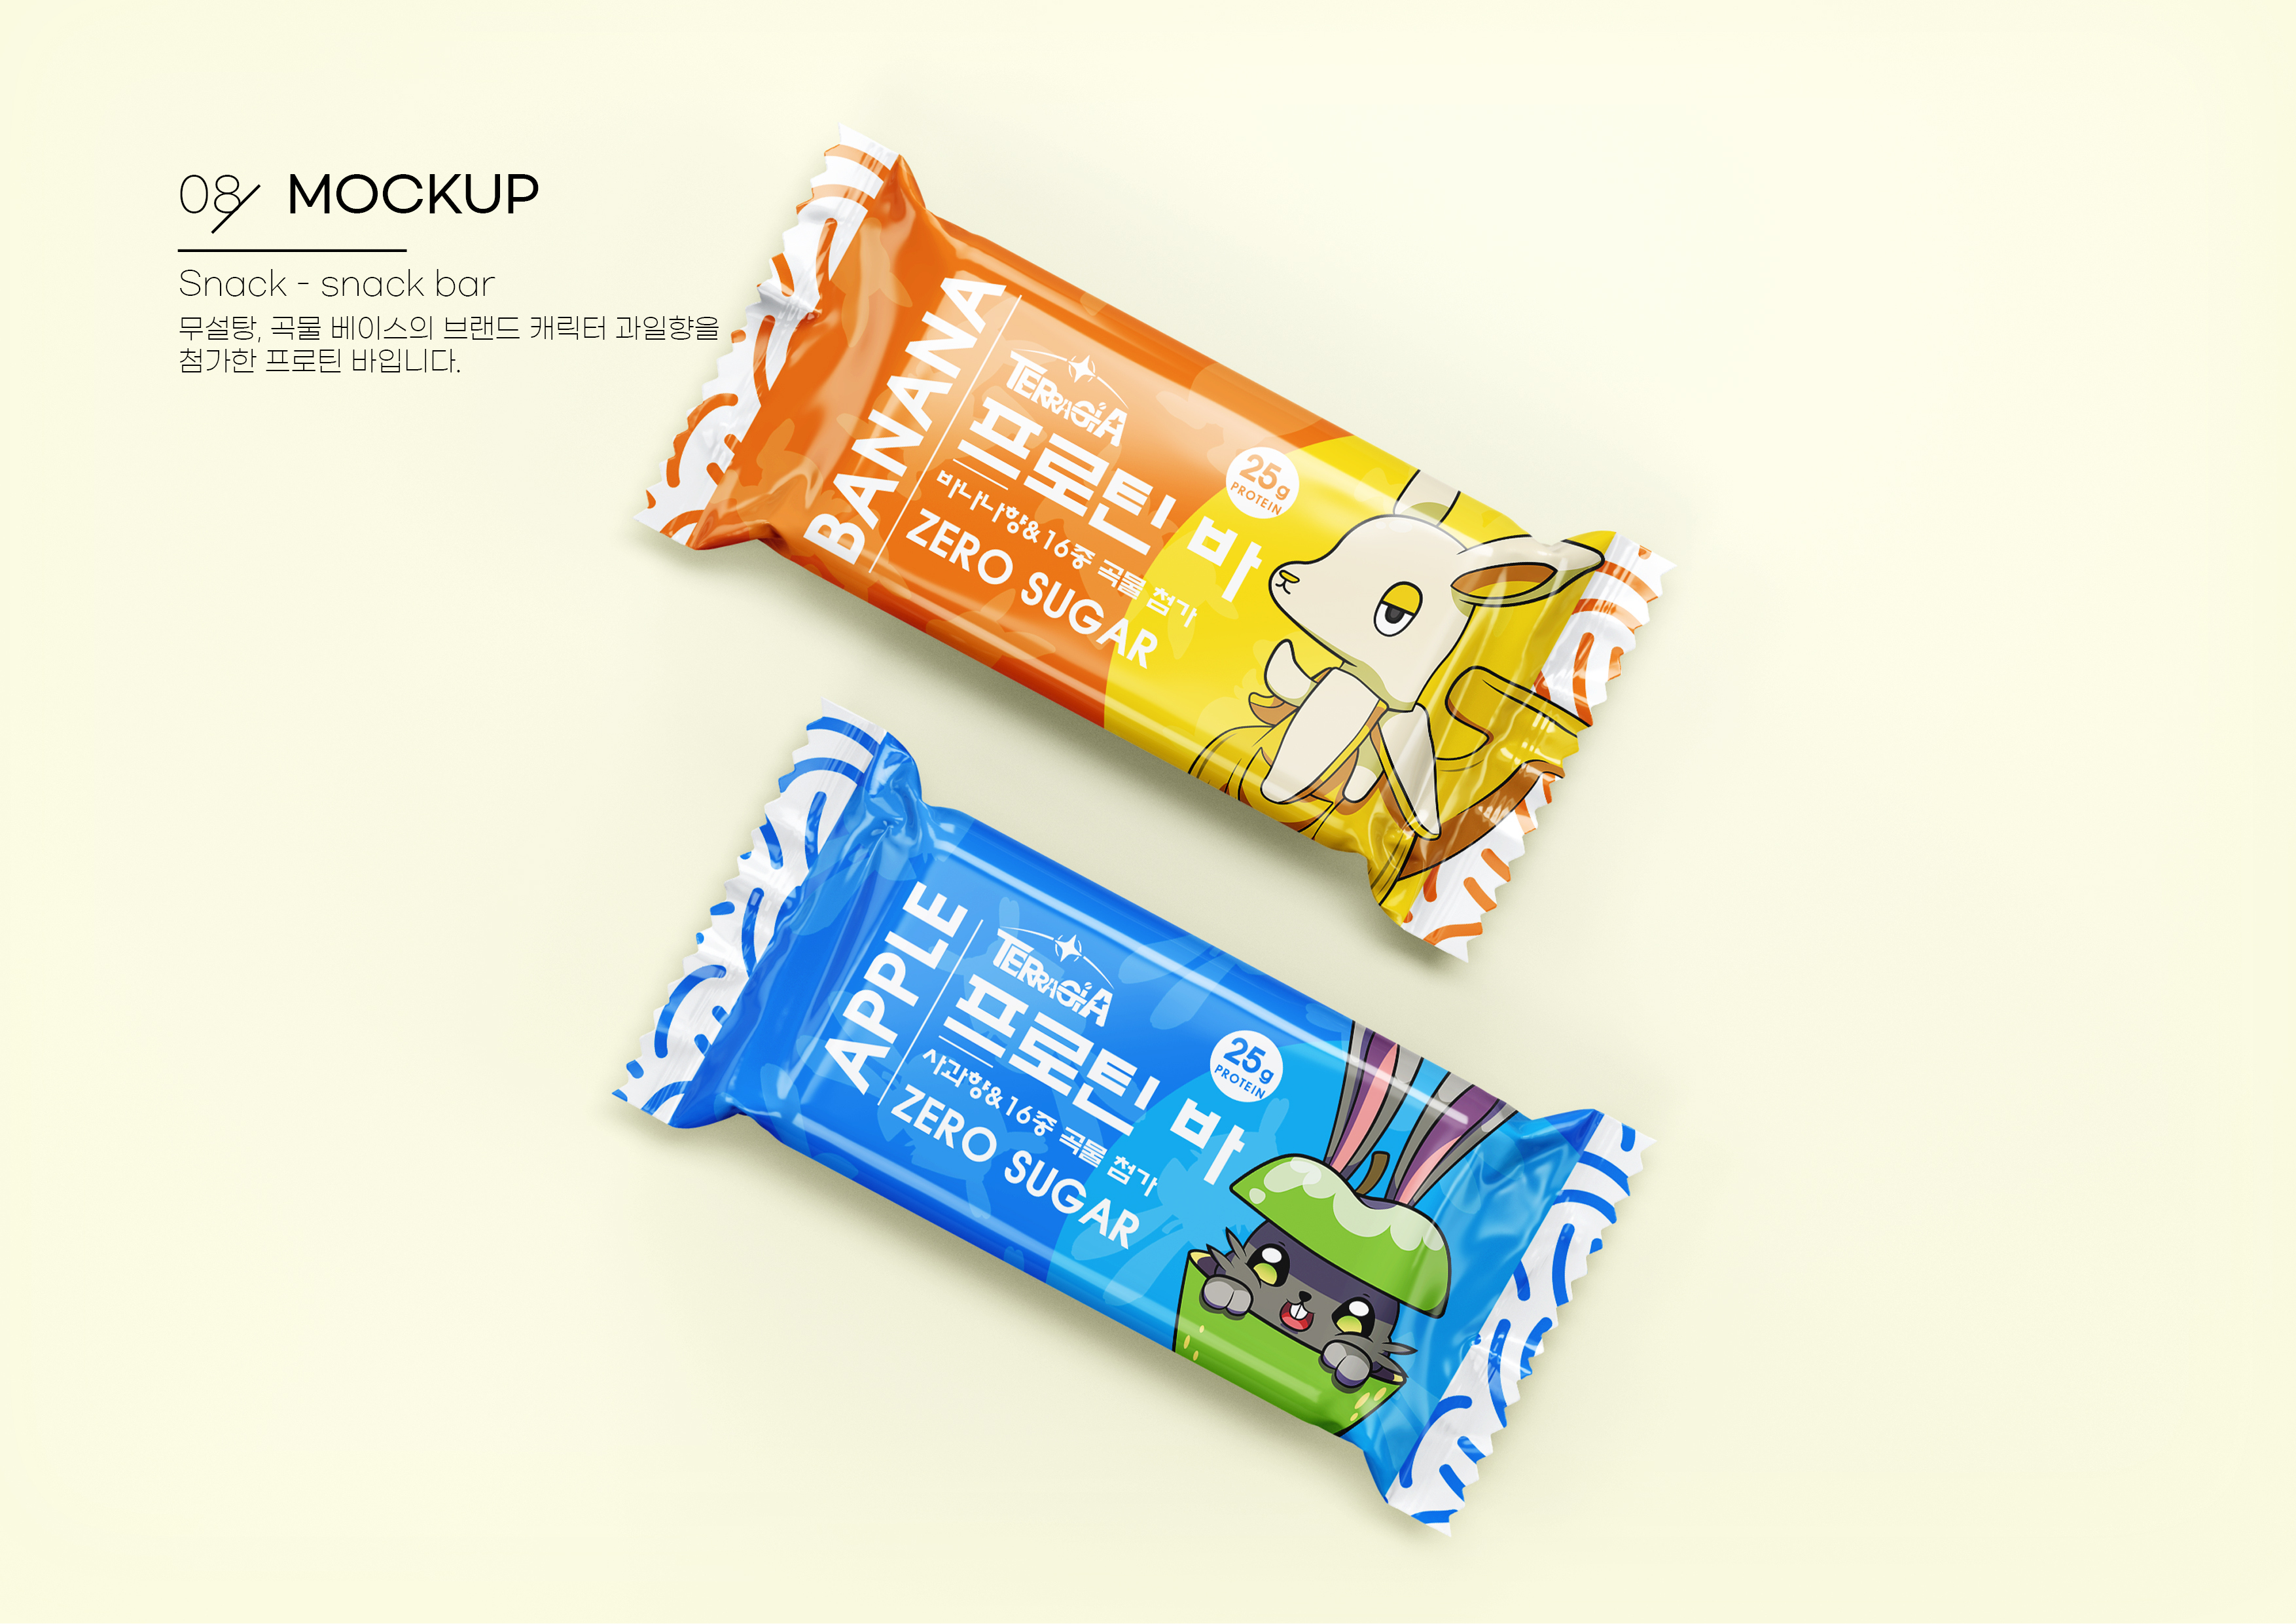 08/ MOCKUP
Snack - snack bar
무설탕, 곡물 베이스의 브랜드 캐릭터 과일향을
첨가한 프로틴 바입니다.
BANANA
TERRAGIA
프로틴 바
바나나향&16종 곡물 첨가
ZERO SUGAR
25g
PROTEIN
APPLE
TERRAGIA
프로틴 바
사과향&16종 곡물 첨가
ZERO SUGAR
25g
PROTEIN